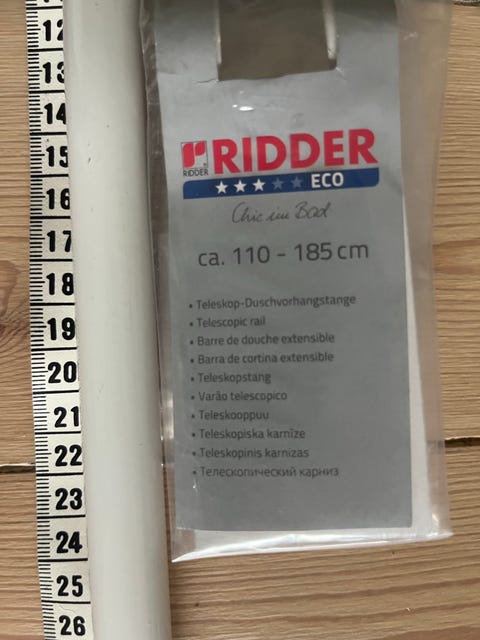 12
13
14
15
16
17
18
19
20
21
22
23
24
25
26
RIDDER
RIDDER
ECO
Chic im Bad
ca. 110 - 185 cm
• Teleskop-Duschvorhangstange
• Telescopic rail
• Barre de douche extensible
• Barra de cortina extensible
• Teleskopstang
• Varão telescopico
• Teleskooppuu
• Teleskopiska karnīze
• Teleskopinis karnizas
• Телескопический карниз